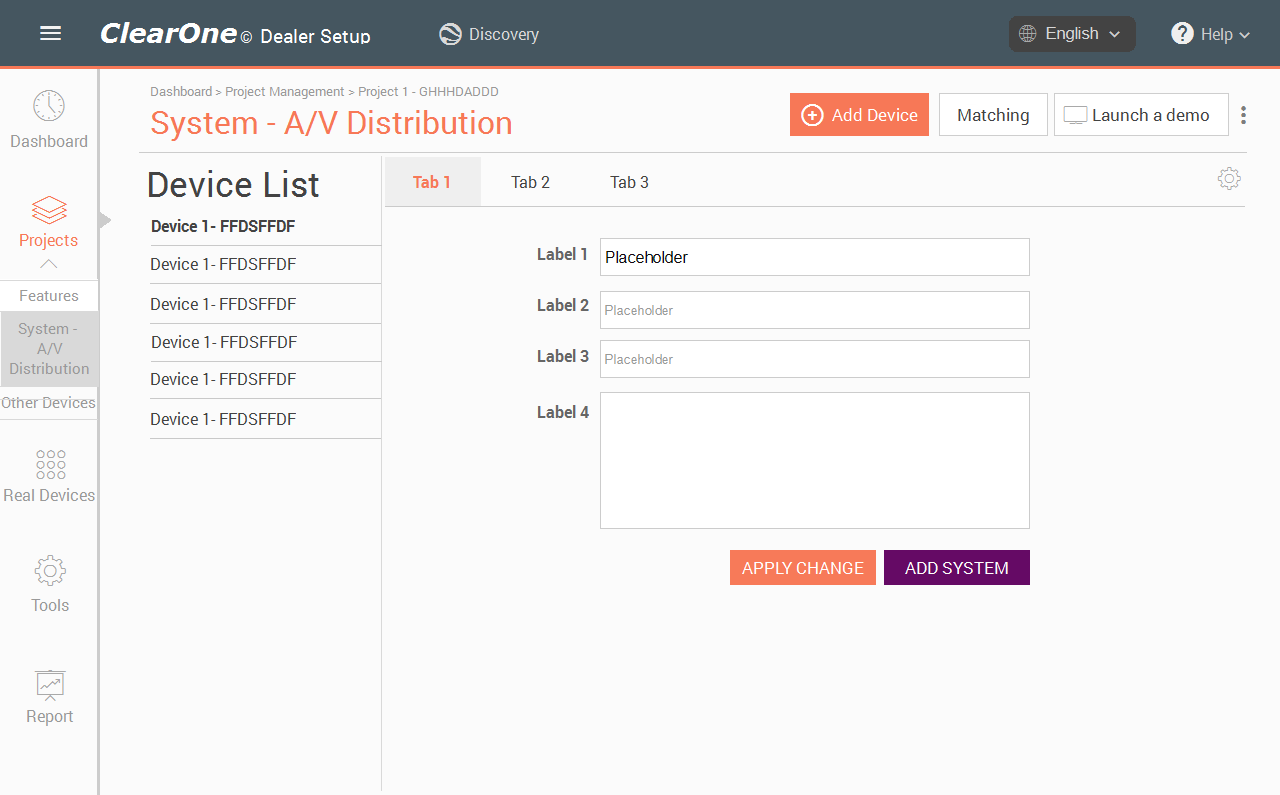 ClearOne © Dealer Setup
Discovery
English
Help
Dashboard
Projects
Features
System -
A/V
Distribution
Other Devices
Real Devices
Tools
Report
Dashboard > Project Management > Project 1 - GHHHDADDD
System - A/V Distribution
Add Device
Matching
Launch a demo
Device List
Device 1- FFDSFFDF
Device 1- FFDSFFDF
Device 1- FFDSFFDF
Device 1- FFDSFFDF
Device 1- FFDSFFDF
Device 1- FFDSFFDF
Tab 1
Tab 2
Tab 3
Label 1
Placeholder
Label 2
Placeholder
Label 3
Placeholder
Label 4
APPLY CHANGE
ADD SYSTEM